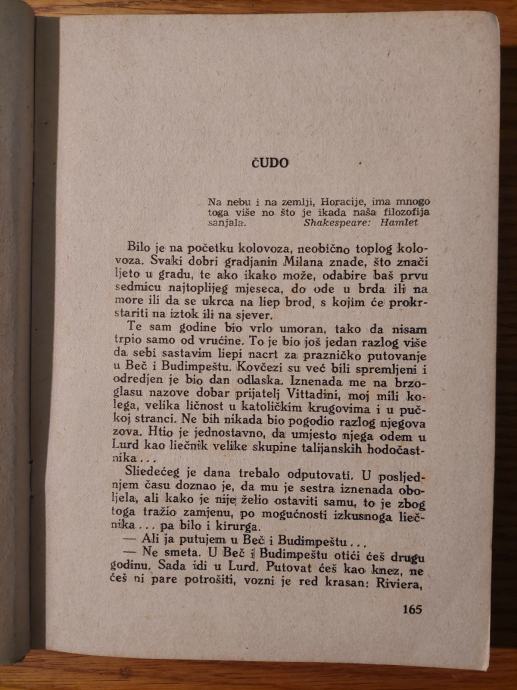 ČUDO
Na nebu i na zemlji, Horacije, ima mnogo
toga više no što je ikada naša filozofija
sanjala. Shakespeare: Hamlet
Bilo je na početku kolovoza, neobično toplog kolo-
voza. Svaki dobri gradjanin Milana znade, što znači
ljeto u gradu, te ako ikako može, odabire baš prvu
sedmicu najtoplijeg mjeseca, do ode u brda ili na
more ili da se ukrca na liep brod, s kojim će prokr-
stariti na iztok ili na sjever.
Te sam godine bio vrlo umoran, tako da nisam
trpio samo od vrućine. To je bio još jedan razlog više
da sebi sastavim liepi nacrt za prazničko putovanje
u Beč i Budimpeštu. Kovčezi su već bili spremljeni i
odredjen je bio dan odlaska. Iznenada me na brzo-
glasu nazove dobar prijatelj Vittadini, moj mili ko-
lega, velika ličnost u katoličkim krugovima i u puč-
koj stranci. Ne bih nikada bio pogodio razlog njegova
zova. Htio je jednostavno, da umjesto njega odem u
Lurd kao liečnik velike skupine talijanskih hodočast-
nika...
Sliedećeg je dana trebalo odputovati. U posljed-
njem času doznao je, da mu je sestra iznenada obo-
ljela, ali kako je nije želio ostaviti samu, to je zbog
toga tražio zamjenu, po mogućnosti izkusnoga lieč-
nika... pa bilo i kirurga.
— Ali ja putujem u Beč i Budimpeštu...
— Ne smeta. U Beč i Budimpeštu otići ćeš drugu
godinu. Sada idi u Lurd. Putovat ćeš kao knez, ne
ćeš ni pare potrošiti, vozni je red krasan: Riviera,
165